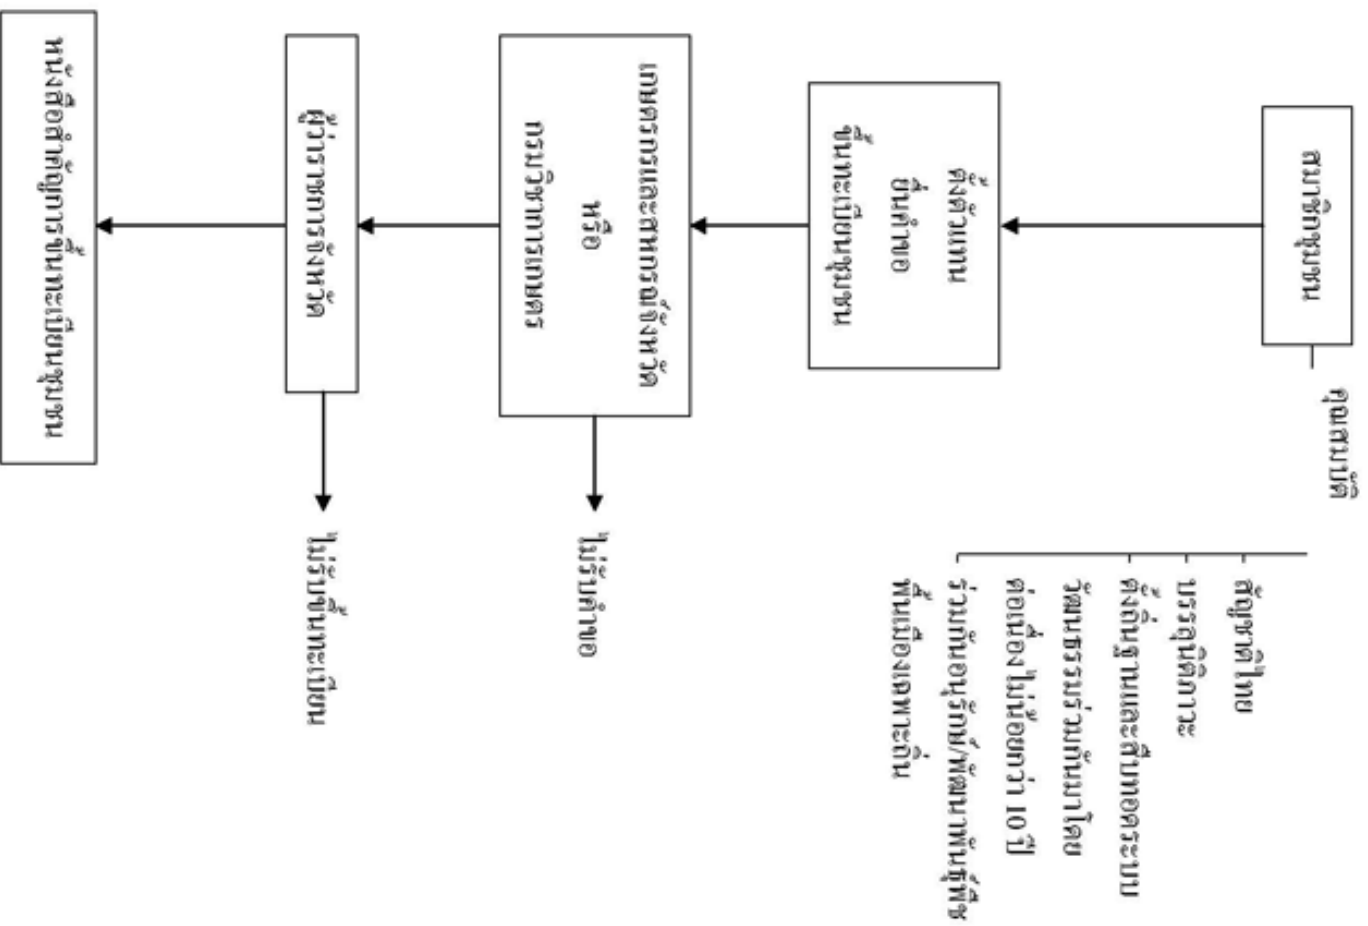 สมาชิกชุมชน
คุณสมบัติ
สัญชาติไทย
บรรลุนิติภาวะ
ตั้งถิ่นฐานและสืบทอดระบบ
วัฒนธรรมร่วมกันมาโดย
ต่อเนื่องไม่น้อยกว่า 10 ปี
ร่วมกันอนุรักษ์/พัฒนาพันธุ์พืช
พื้นเมืองเฉพาะถิ่น
ตั้งตัวแทน
ยื่นคำขอ
ขึ้นทะเบียนชุมชน
เกษตรกรและสหกรณ์จังหวัด
หรือ
กรมวิชาการเกษตร
ไม่รับคำขอ
ผู้ว่าราชการจังหวัด
ไม่รับขึ้นทะเบียน
หนังสือสำคัญการขึ้นทะเบียนชุมชน